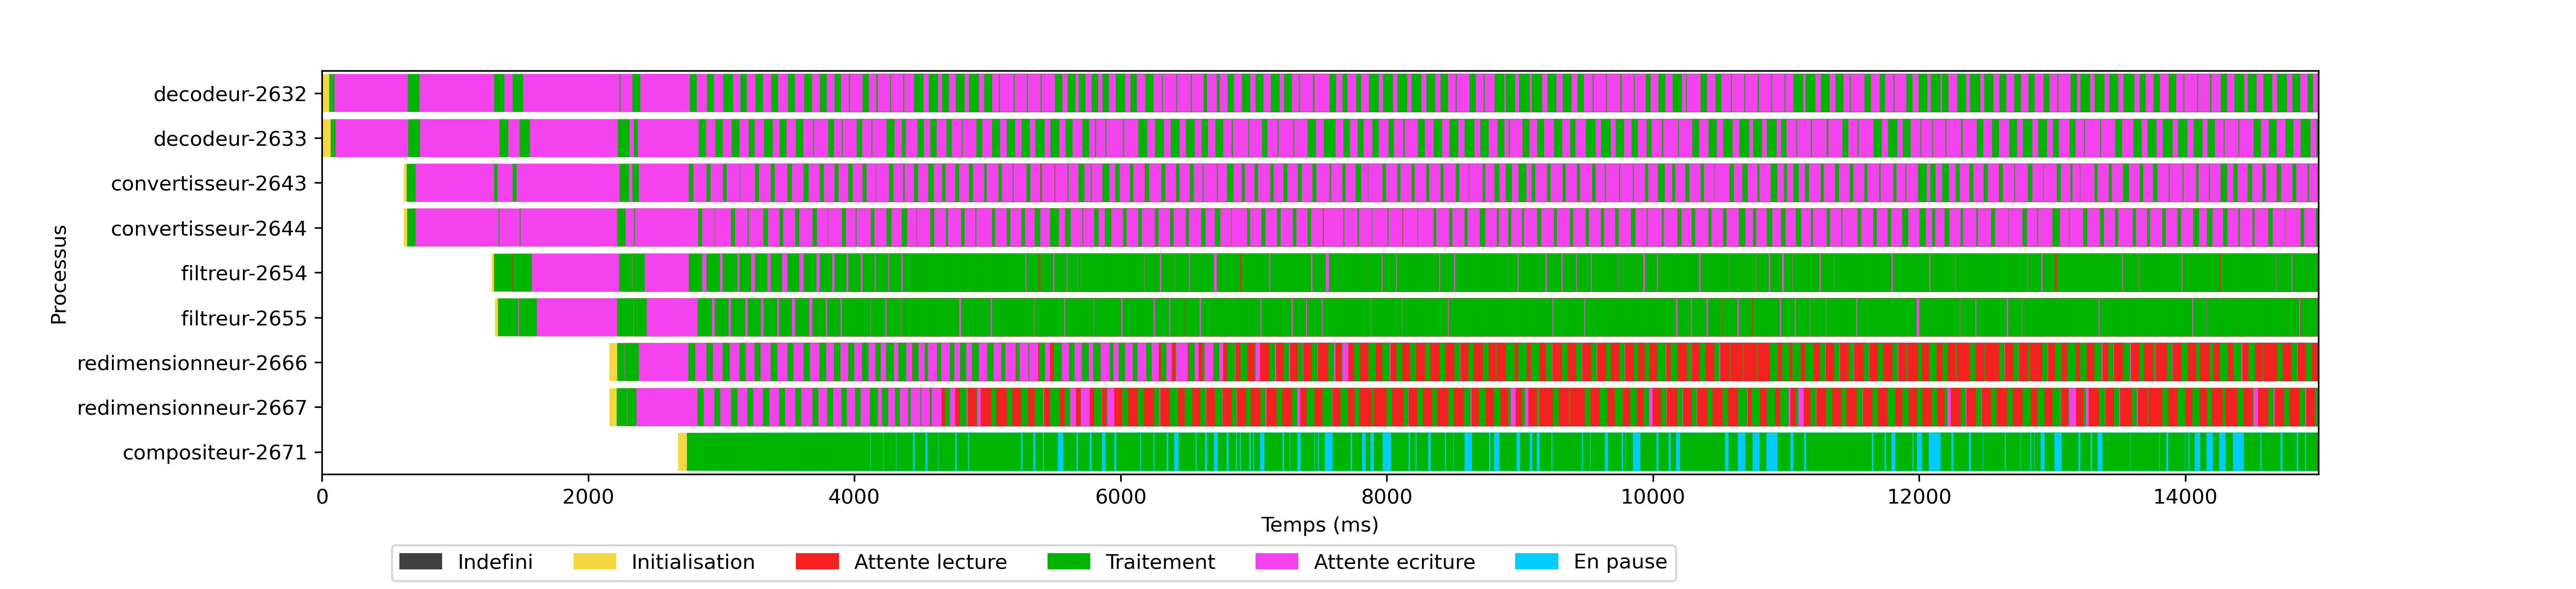 decodeur-2632
decodeur-2633
convertisseur-2643
convertisseur-2644
filtreur-2654
filtreur-2655
redimensionneur-2666
redimensionneur-2667
compositeur-2671
Processus
0 2000 4000 6000 8000 10000 12000 14000
Temps (ms)
Indefini Initialisation Attente lecture Traitement Attente ecriture En pause